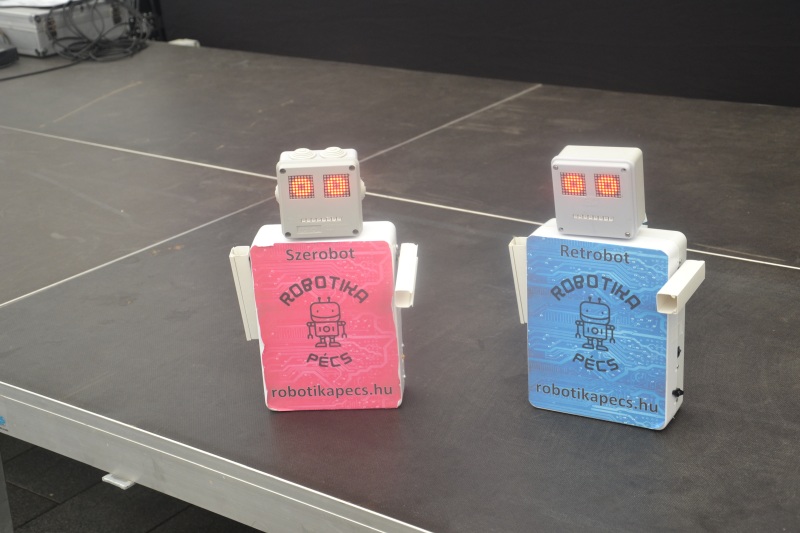 Szerobot
ROBOTIKA
PÉCS
robotikapecs.hu
Retrobot
ROBOTIKA
PÉCS
robotikapecs.hu